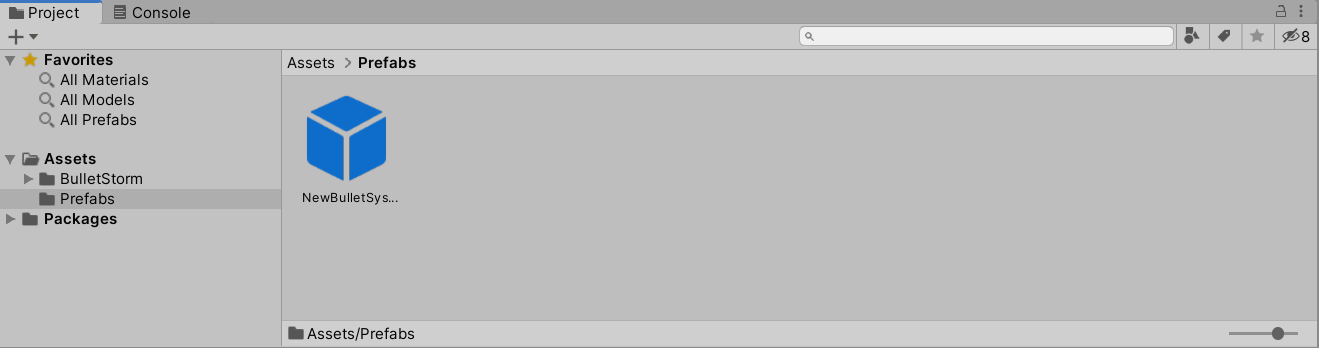 Project Console
8
Favorites
All Materials
All Models
All Prefabs
Assets
BulletStorm
Prefabs
Packages
Assets > Prefabs
NewBulletSys...
Assets/Prefabs